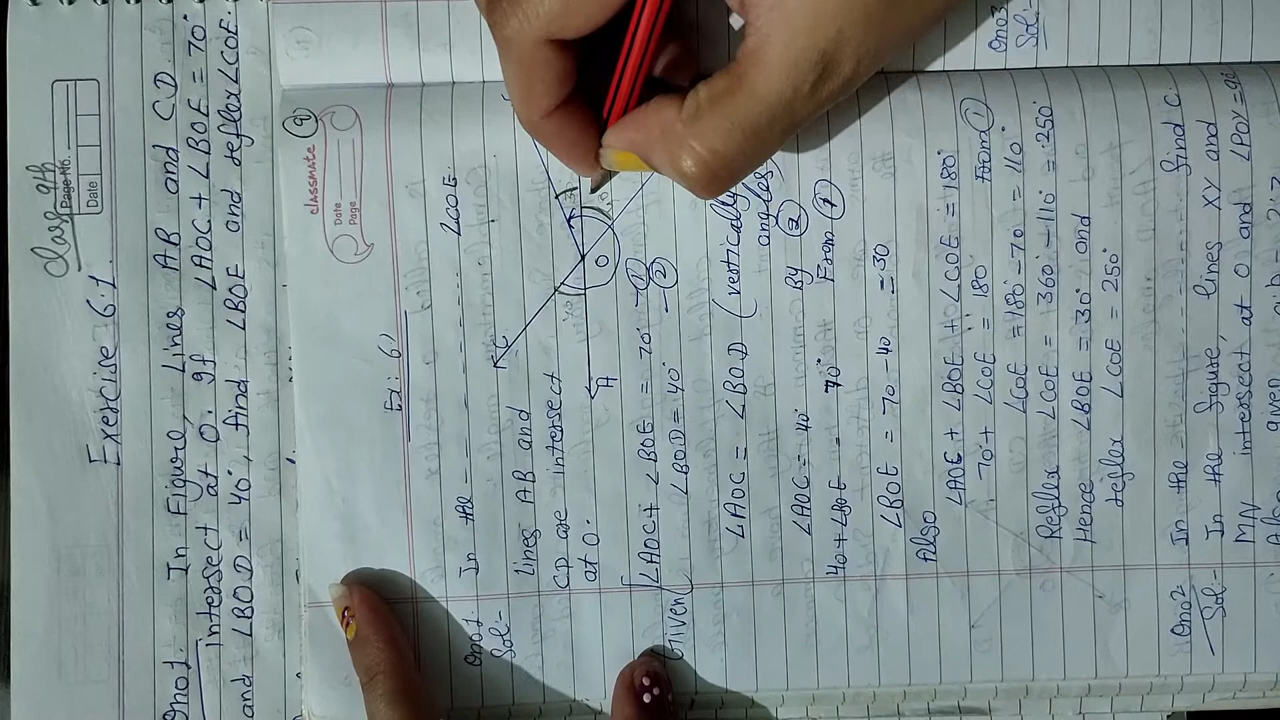 Class 9th
Page No.
Date
Exercise 6.1
Qno1. In Figure, Lines AB and CD
intersect at O. If ∠AOC + ∠BOE = 70°
and ∠BOD = 40°, find ∠BOE and reflex ∠COE.
classmate
Date
Page
9
Ex: 6.1
Qno1. In the ∠COE.
Sol:-
Lines AB and
CD are intersect
at O.
C
A
O
Given ∠AOC + ∠BOE = 70° - 1
∠BOD = 40° - 2
∠AOC = ∠BOD (vertically
angles
∠AOC = 40° By 2
40 + ∠BOE = 70° From 1
∠BOE = 70 - 40 = 30
Also
∠AOE + ∠BOE + ∠COE = 180°
70° + ∠COE = 180° From 1
∠COE = 180° - 70° = 110°
Reflex ∠COE = 360° - 110° = 250°
Hence ∠BOE = 30° and
reflex ∠COE = 250°
Qno2. In the find C.
Sol:- In the figure, lines XY and
MN intersect at O and ∠POY = 90
Qno3
Sol:-